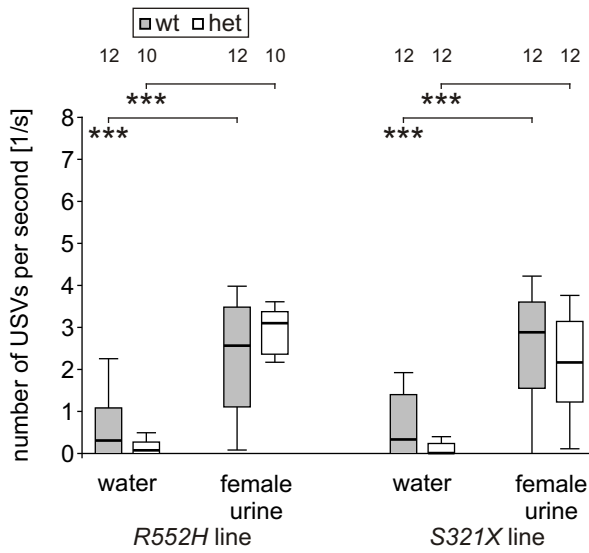 wt het
12 10 12 10 12 12 12 12
*** ***
*** ***
number of USVs per second [1/s]
8
7
6
5
4
3
2
1
0
water female urine water female urine
R552H line S321X line